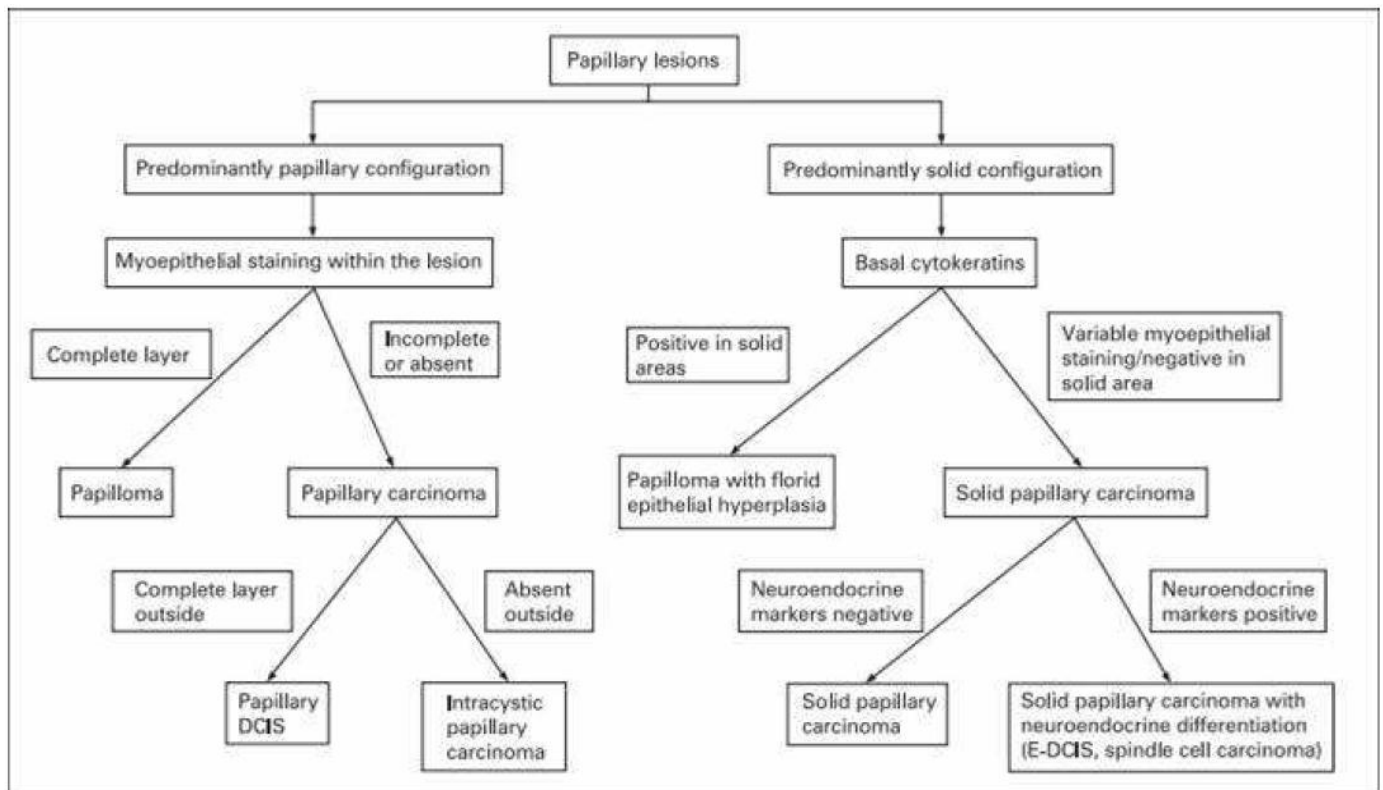 Papillary lesions
Predominantly papillary configuration
Predominantly solid configuration
Myoepithelial staining within the lesion
Basal cytokeratins
Complete layer
Incomplete
or absent
Positive in solid
areas
Variable myoepithelial
staining/negative in
solid area
Papilloma
Papillary carcinoma
Papilloma with florid
epithelial hyperplasia
Solid papillary carcinoma
Complete layer
outside
Absent
outside
Neuroendocrine
markers negative
Neuroendocrine
markers positive
Papillary
DCIS
Intracystic
papillary
carcinoma
Solid papillary
carcinoma
Solid papillary carcinoma with
neuroendocrine differentiation
(E-DCIS, spindle cell carcinoma)